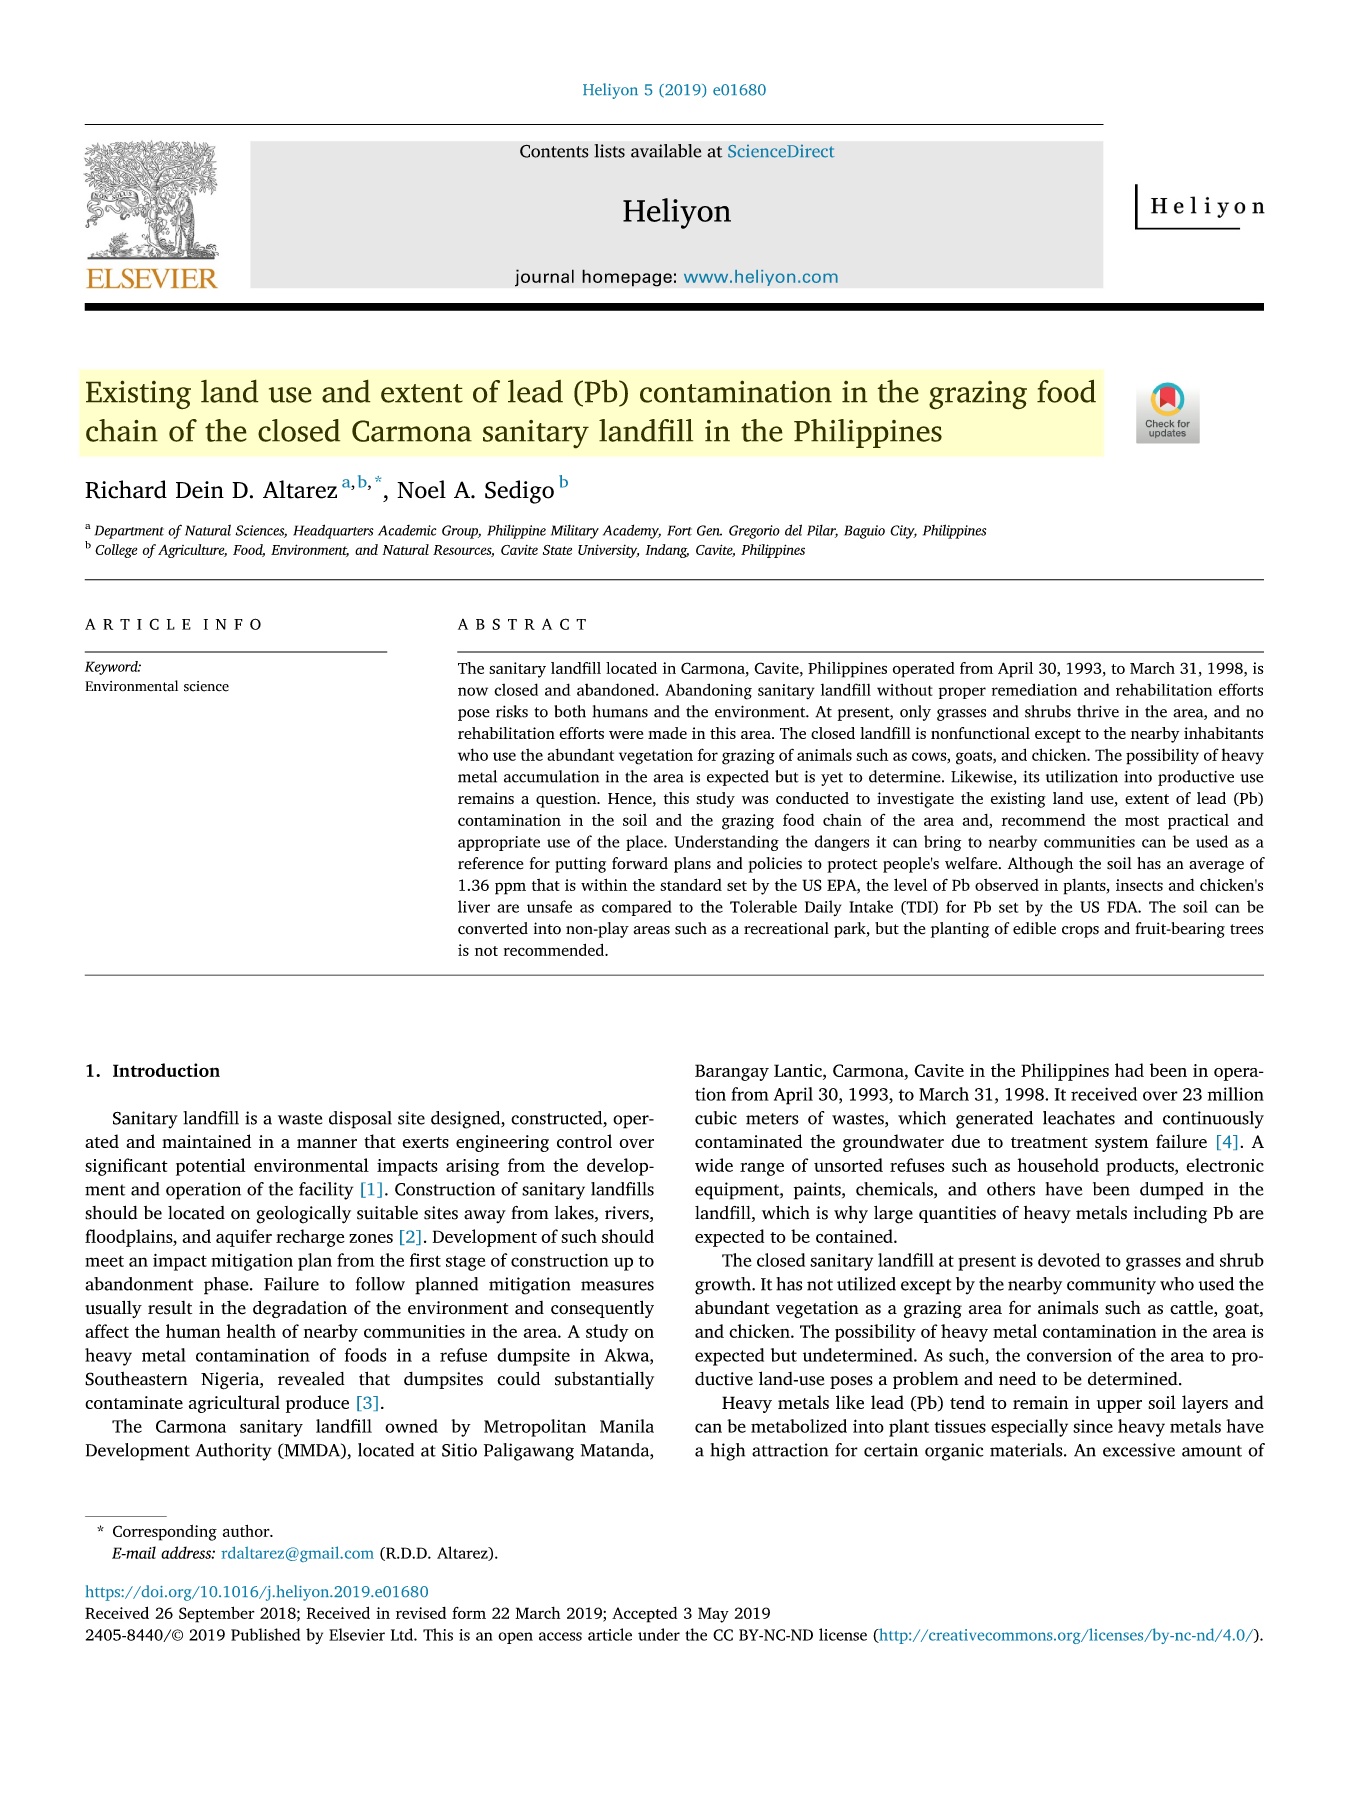 Heliyon 5 (2019) e01680
Contents lists available at ScienceDirect
Heliyon
journal homepage: www.heliyon.com
ELSEVIER
Heliyon
Existing land use and extent of lead (Pb) contamination in the grazing food
chain of the closed Carmona sanitary landfill in the Philippines
Check for
updates
Richard Dein D. Altarez a,b,*, Noel A. Sedigo b
a Department of Natural Sciences, Headquarters Academic Group, Philippine Military Academy, Fort Gen. Gregorio del Pilar, Baguio City, Philippines
b College of Agriculture, Food, Environment, and Natural Resources, Cavite State University, Indang, Cavite, Philippines
ARTICLE INFO
Keyword:
Environmental science
ABSTRACT
The sanitary landfill located in Carmona, Cavite, Philippines operated from April 30, 1993, to March 31, 1998, is
now closed and abandoned. Abandoning sanitary landfill without proper remediation and rehabilitation efforts
pose risks to both humans and the environment. At present, only grasses and shrubs thrive in the area, and no
rehabilitation efforts were made in this area. The closed landfill is nonfunctional except to the nearby inhabitants
who use the abundant vegetation for grazing of animals such as cows, goats, and chicken. The possibility of heavy
metal accumulation in the area is expected but is yet to determine. Likewise, its utilization into productive use
remains a question. Hence, this study was conducted to investigate the existing land use, extent of lead (Pb)
contamination in the soil and the grazing food chain of the area and, recommend the most practical and
appropriate use of the place. Understanding the dangers it can bring to nearby communities can be used as a
reference for putting forward plans and policies to protect people's welfare. Although the soil has an average of
1.36 ppm that is within the standard set by the US EPA, the level of Pb observed in plants, insects and chicken's
liver are unsafe as compared to the Tolerable Daily Intake (TDI) for Pb set by the US FDA. The soil can be
converted into non-play areas such as a recreational park, but the planting of edible crops and fruit-bearing trees
is not recommended.
1. Introduction
Sanitary landfill is a waste disposal site designed, constructed, oper-
ated and maintained in a manner that exerts engineering control over
significant potential environmental impacts arising from the develop-
ment and operation of the facility [1]. Construction of sanitary landfills
should be located on geologically suitable sites away from lakes, rivers,
floodplains, and aquifer recharge zones [2]. Development of such should
meet an impact mitigation plan from the first stage of construction up to
abandonment phase. Failure to follow planned mitigation measures
usually result in the degradation of the environment and consequently
affect the human health of nearby communities in the area. A study on
heavy metal contamination of foods in a refuse dumpsite in Akwa,
Southeastern Nigeria, revealed that dumpsites could substantially
contaminate agricultural produce [3].
The Carmona sanitary landfill owned by Metropolitan Manila
Development Authority (MMDA), located at Sitio Paligawang Matanda,
Barangay Lantic, Carmona, Cavite in the Philippines had been in opera-
tion from April 30, 1993, to March 31, 1998. It received over 23 million
cubic meters of wastes, which generated leachates and continuously
contaminated the groundwater due to treatment system failure [4]. A
wide range of unsorted refuses such as household products, electronic
equipment, paints, chemicals, and others have been dumped in the
landfill, which is why large quantities of heavy metals including Pb are
expected to be contained.
The closed sanitary landfill at present is devoted to grasses and shrub
growth. It has not utilized except by the nearby community who used the
abundant vegetation as a grazing area for animals such as cattle, goat,
and chicken. The possibility of heavy metal contamination in the area is
expected but undetermined. As such, the conversion of the area to pro-
ductive land-use poses a problem and need to be determined.
Heavy metals like lead (Pb) tend to remain in upper soil layers and
can be metabolized into plant tissues especially since heavy metals have
a high attraction for certain organic materials. An excessive amount of
* Corresponding author.
E-mail address: rdaltarez@gmail.com (R.D.D. Altarez).
https://doi.org/10.1016/j.heliyon.2019.e01680
Received 26 September 2018; Received in revised form 22 March 2019; Accepted 3 May 2019
2405-8440/© 2019 Published by Elsevier Ltd. This is an open access article under the CC BY-NC-ND license (http://creativecommons.org/licenses/by-nc-nd/4.0/).